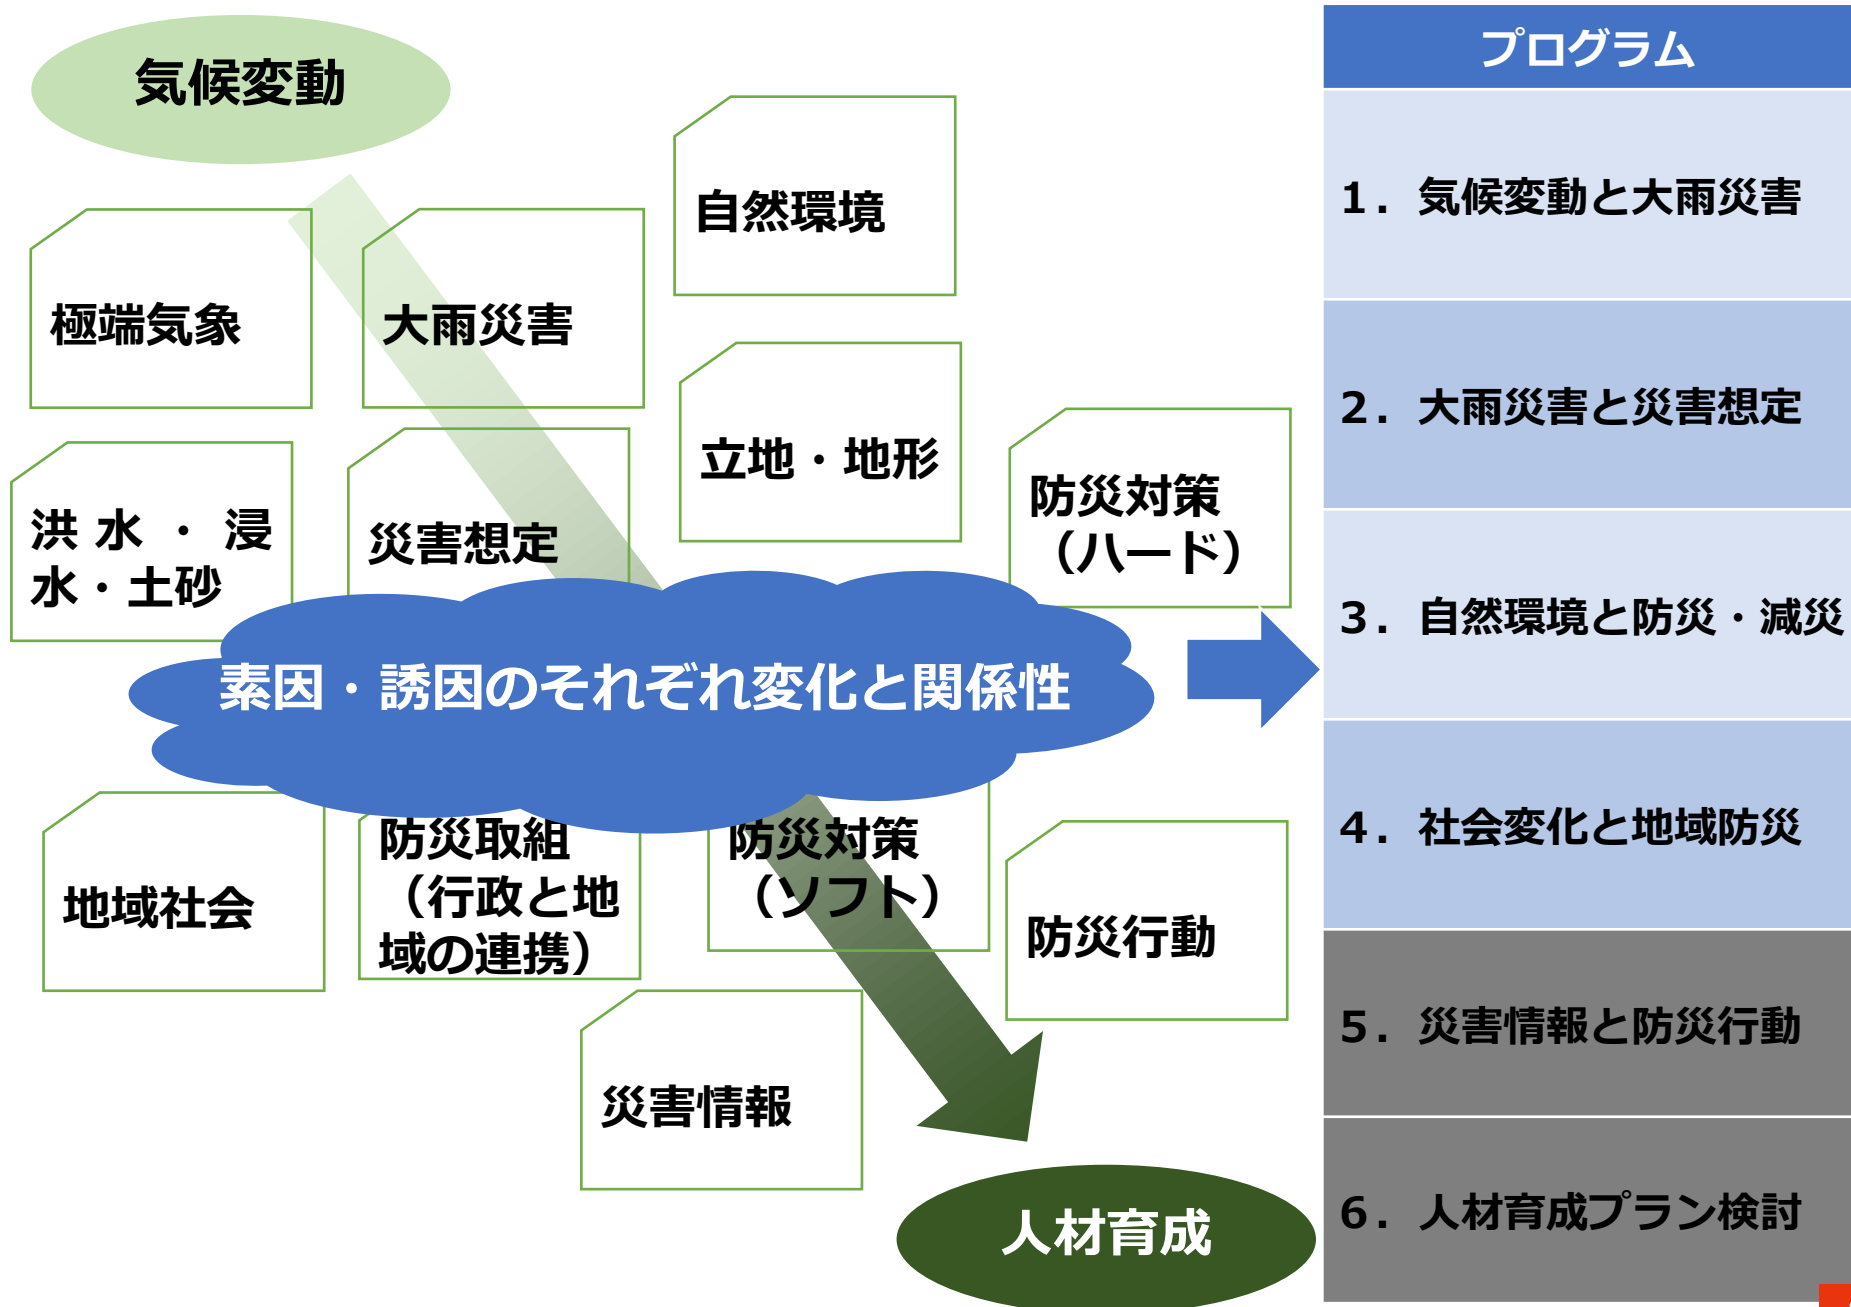 気候変動
自然環境
極端気象
大雨災害
立地・地形
防災対策
（ハード）
洪水・浸
水・土砂
災害想定
素因・誘因のそれぞれ変化と関係性
地域社会
防災取組
（行政と地
域の連携）
防災対策
（ソフト）
防災行動
災害情報
人材育成
プログラム
１．気候変動と大雨災害
２．大雨災害と災害想定
３．自然環境と防災・減災
４．社会変化と地域防災
５．災害情報と防災行動
６．人材育成プラン検討